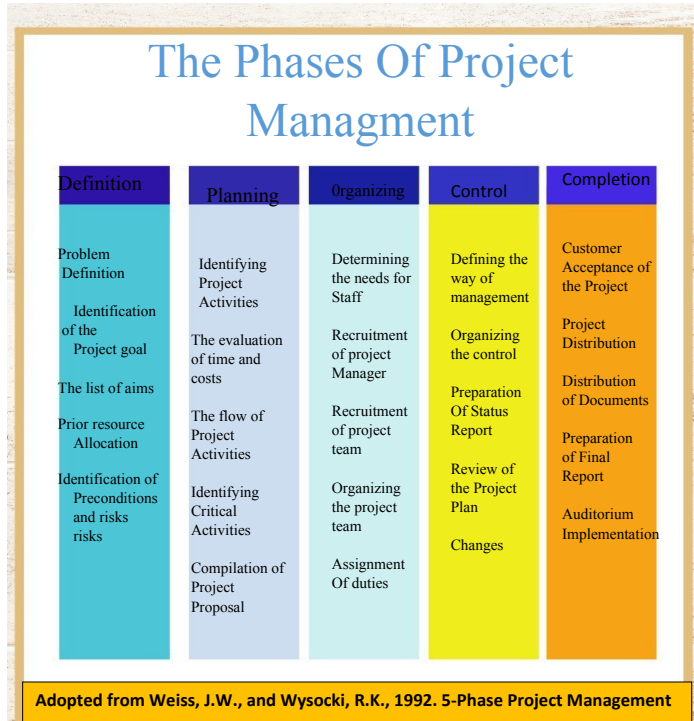 The Phases Of Project
Managment
Definition
Problem
Definition
Identification
of the
Project goal
The list of aims
Prior resource
Allocation
Identification of
Preconditions
and risks
risks
Planning
Identifying
Project
Activities
The evaluation
of time and
costs
The flow of
Project
Activities
Identifying
Critical
Activities
Compilation of
Project
Proposal
0rganizing
Determining
the needs for
Staff
Recruitment
of project
Manager
Recruitment
of project
team
Organizing
the project
team
Assignment
Of duties
Control
Defining the
way of
management
Organizing
the control
Preparation
Of Status
Report
Review of
the Project
Plan
Changes
Completion
Customer
Acceptance of
the Project
Project
Distribution
Distribution
of Documents
Preparation
of Final
Report
Auditorium
Implementation
Adopted from Weiss, J.W., and Wysocki, R.K., 1992. 5-Phase Project Management